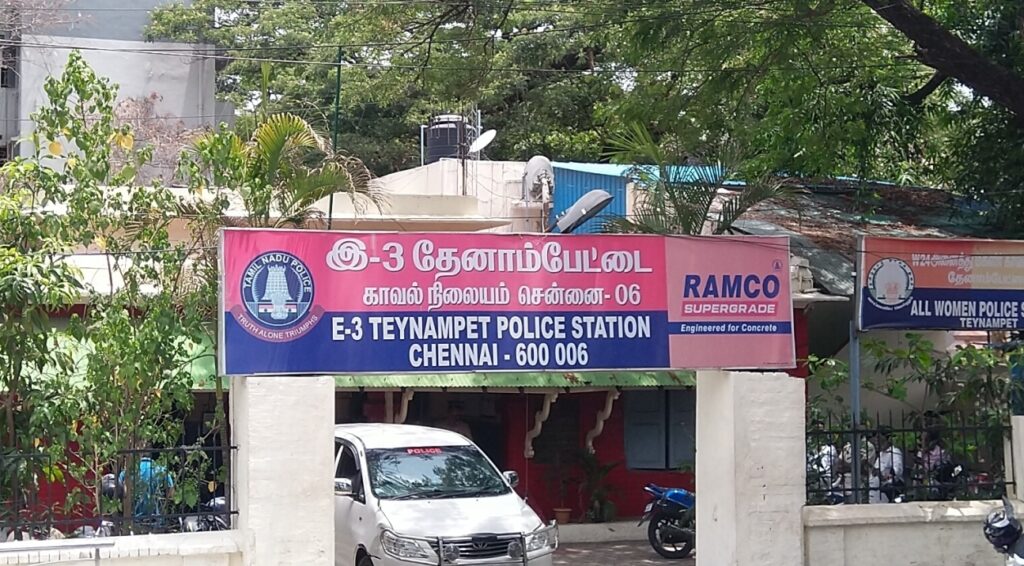 TAMIL NADU POLICE
TRUTH ALONE TRIUMPHS
இ-3 தேனாம்பேட்டை
காவல் நிலையம் சென்னை- 06
E-3 TEYNAMPET POLICE STATION
CHENNAI - 600 006
RAMCO
SUPERGRADE
Engineered for Concrete
W24
ALL WOMEN POLICE S
TEYNAMPET
POLICE